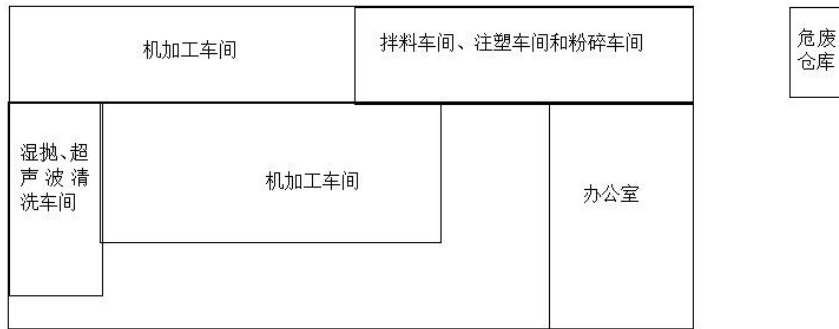 机加工车间
拌料车间、注塑车间和粉碎车间
危废
仓库
湿抛、超
声波清
洗车间
机加工车间
办公室